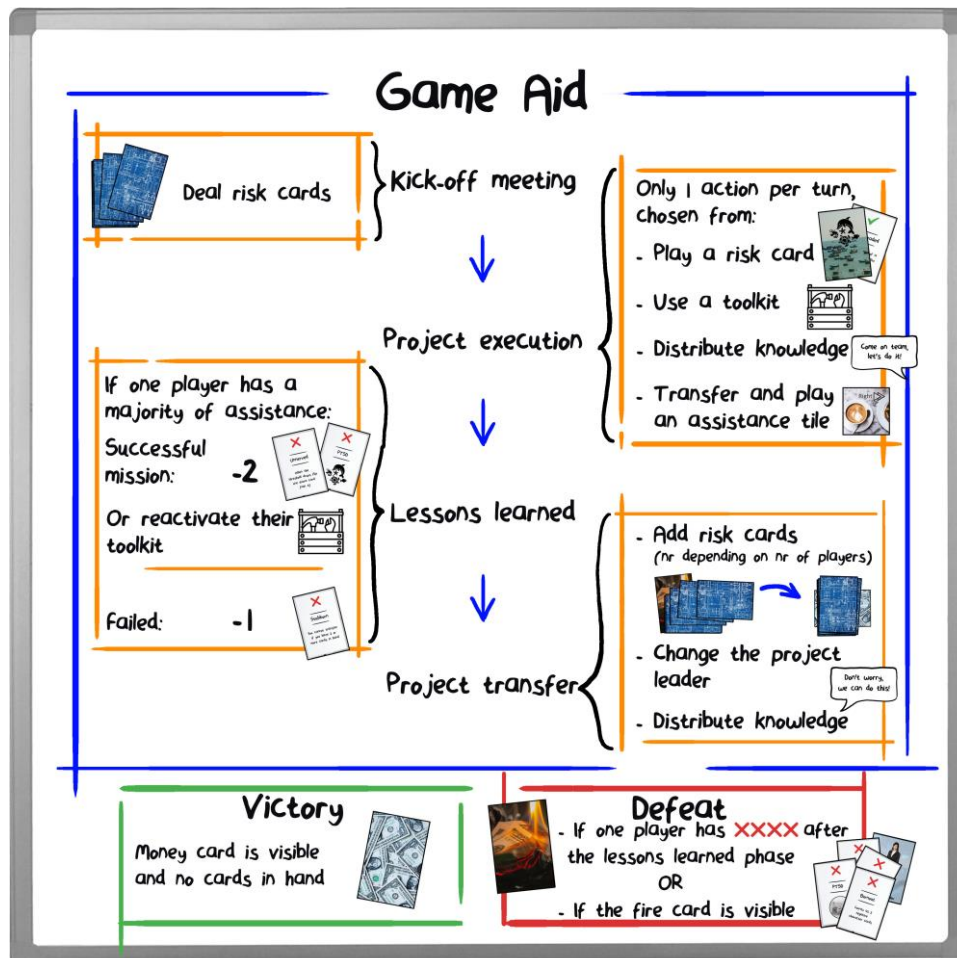 Game Aid
Deal risk cards
Kick-off meeting
Only 1 action per turn,
chosen from:
- Play a risk card
- Use a toolkit
- Distribute knowledge
Come on team,
let's do it!
- Transfer and play
an assistance tile
Project execution
If one player has a
majority of assistance:
Successful
mission: -2
Or reactivate their
toolkit
Failed: -1
Lessons learned
- Add risk cards
(nr depending on nr of players)
- Change the project
leader
Don't worry,
we can do this!
- Distribute knowledge
Project transfer
Victory
Money card is visible
and no cards in hand
Defeat
- If one player has XXXX after
the lessons learned phase
OR
- If the fire card is visible